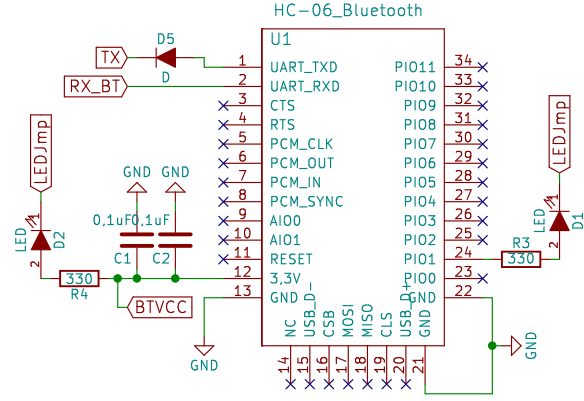 HC-06_Bluetooth
U1
TX
D5
D
RX_BT
1 UART_TXD
2 UART_RXD
3 CTS
4 RTS
5 PCM_CLK
6 PCM_OUT
7 PCM_IN
8 PCM_SYNC
9 AIO0
10 AIO1
11 RESET
12 3,3V
13 GND
PIO11 34
PIO10 33
PIO9 32
PIO8 31
PIO7 30
PIO6 29
PIO5 28
PIO4 27
PIO3 26
PIO2 25
PIO1 24
PIO0 23
GND 22
NC 14
USB_D- 15
CSB 16
MOSI 17
MISO 18
CLS 19
USB_D+ 20
GND 21
LEDJmp
1
LED
D2
2
330
R4
GND
GND
0,1uF
0,1uF
C1
C2
BTVCC
GND
LEDJmp
1
LED
D1
2
R3
330
GND